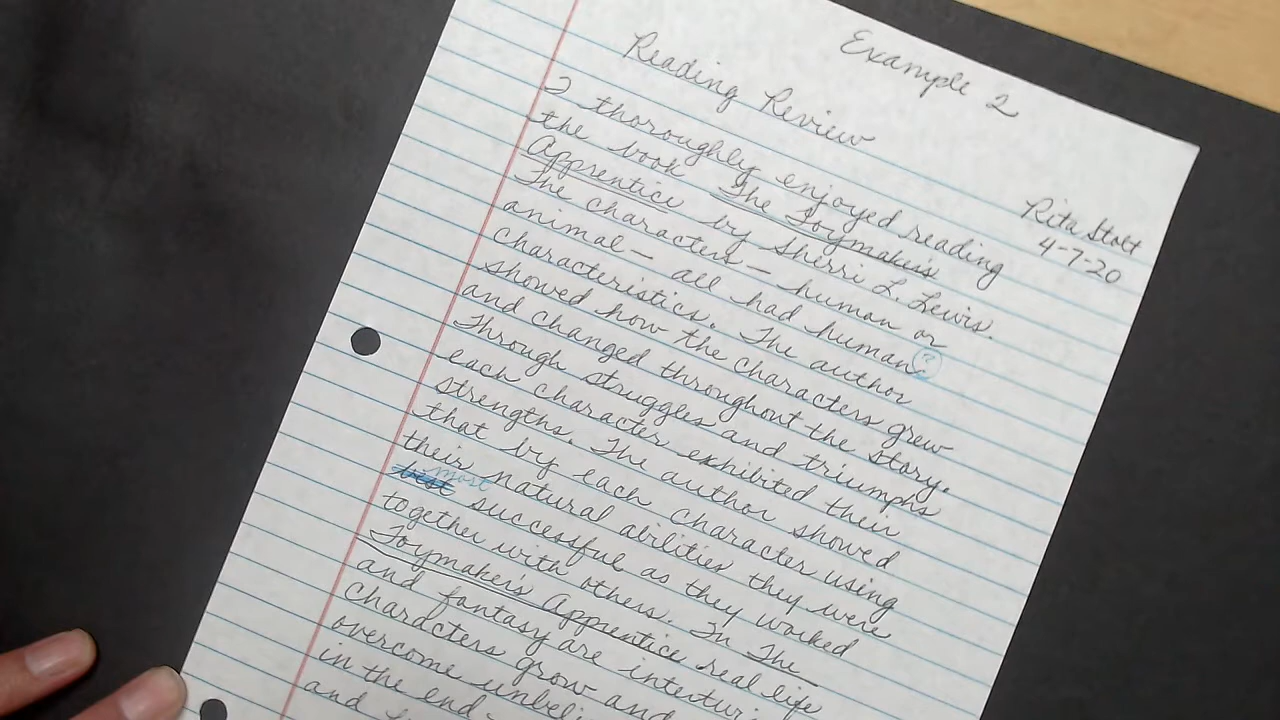 Example 2
Reading Review
Rita Stott
4-7-20
I thoroughly enjoyed reading
the book The Toymaker's
Apprentice by Sherri L. Lewis.
The characters - human or
animal - all had human ?
characteristics. The author
showed how the characters grew
and changed throughout the story.
Through struggles and triumphs
each character exhibited their
strengths. The author showed
that by each character using
their natural abilities they were
best most successful as they worked
together with others. In The
Toymaker's Apprentice real life
and fantasy are
characters grow and
overcome
in the end
and